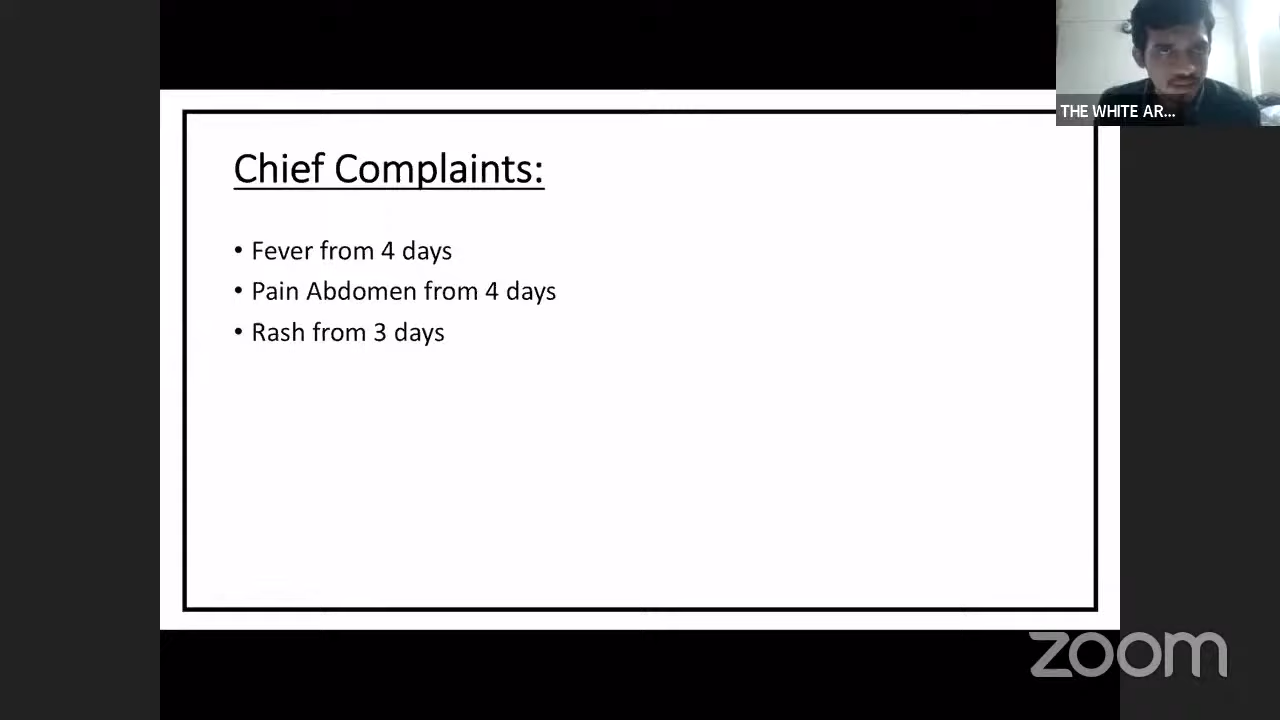 THE WHITE AR...
Chief Complaints:
• Fever from 4 days
• Pain Abdomen from 4 days
• Rash from 3 days
zoom